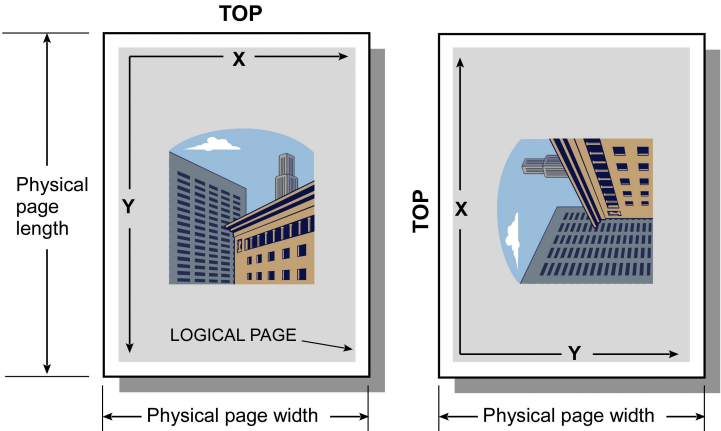 TOP
X
Physical
page
length
Y
LOGICAL PAGE
Physical page width
TOP
X
Y
Physical page width